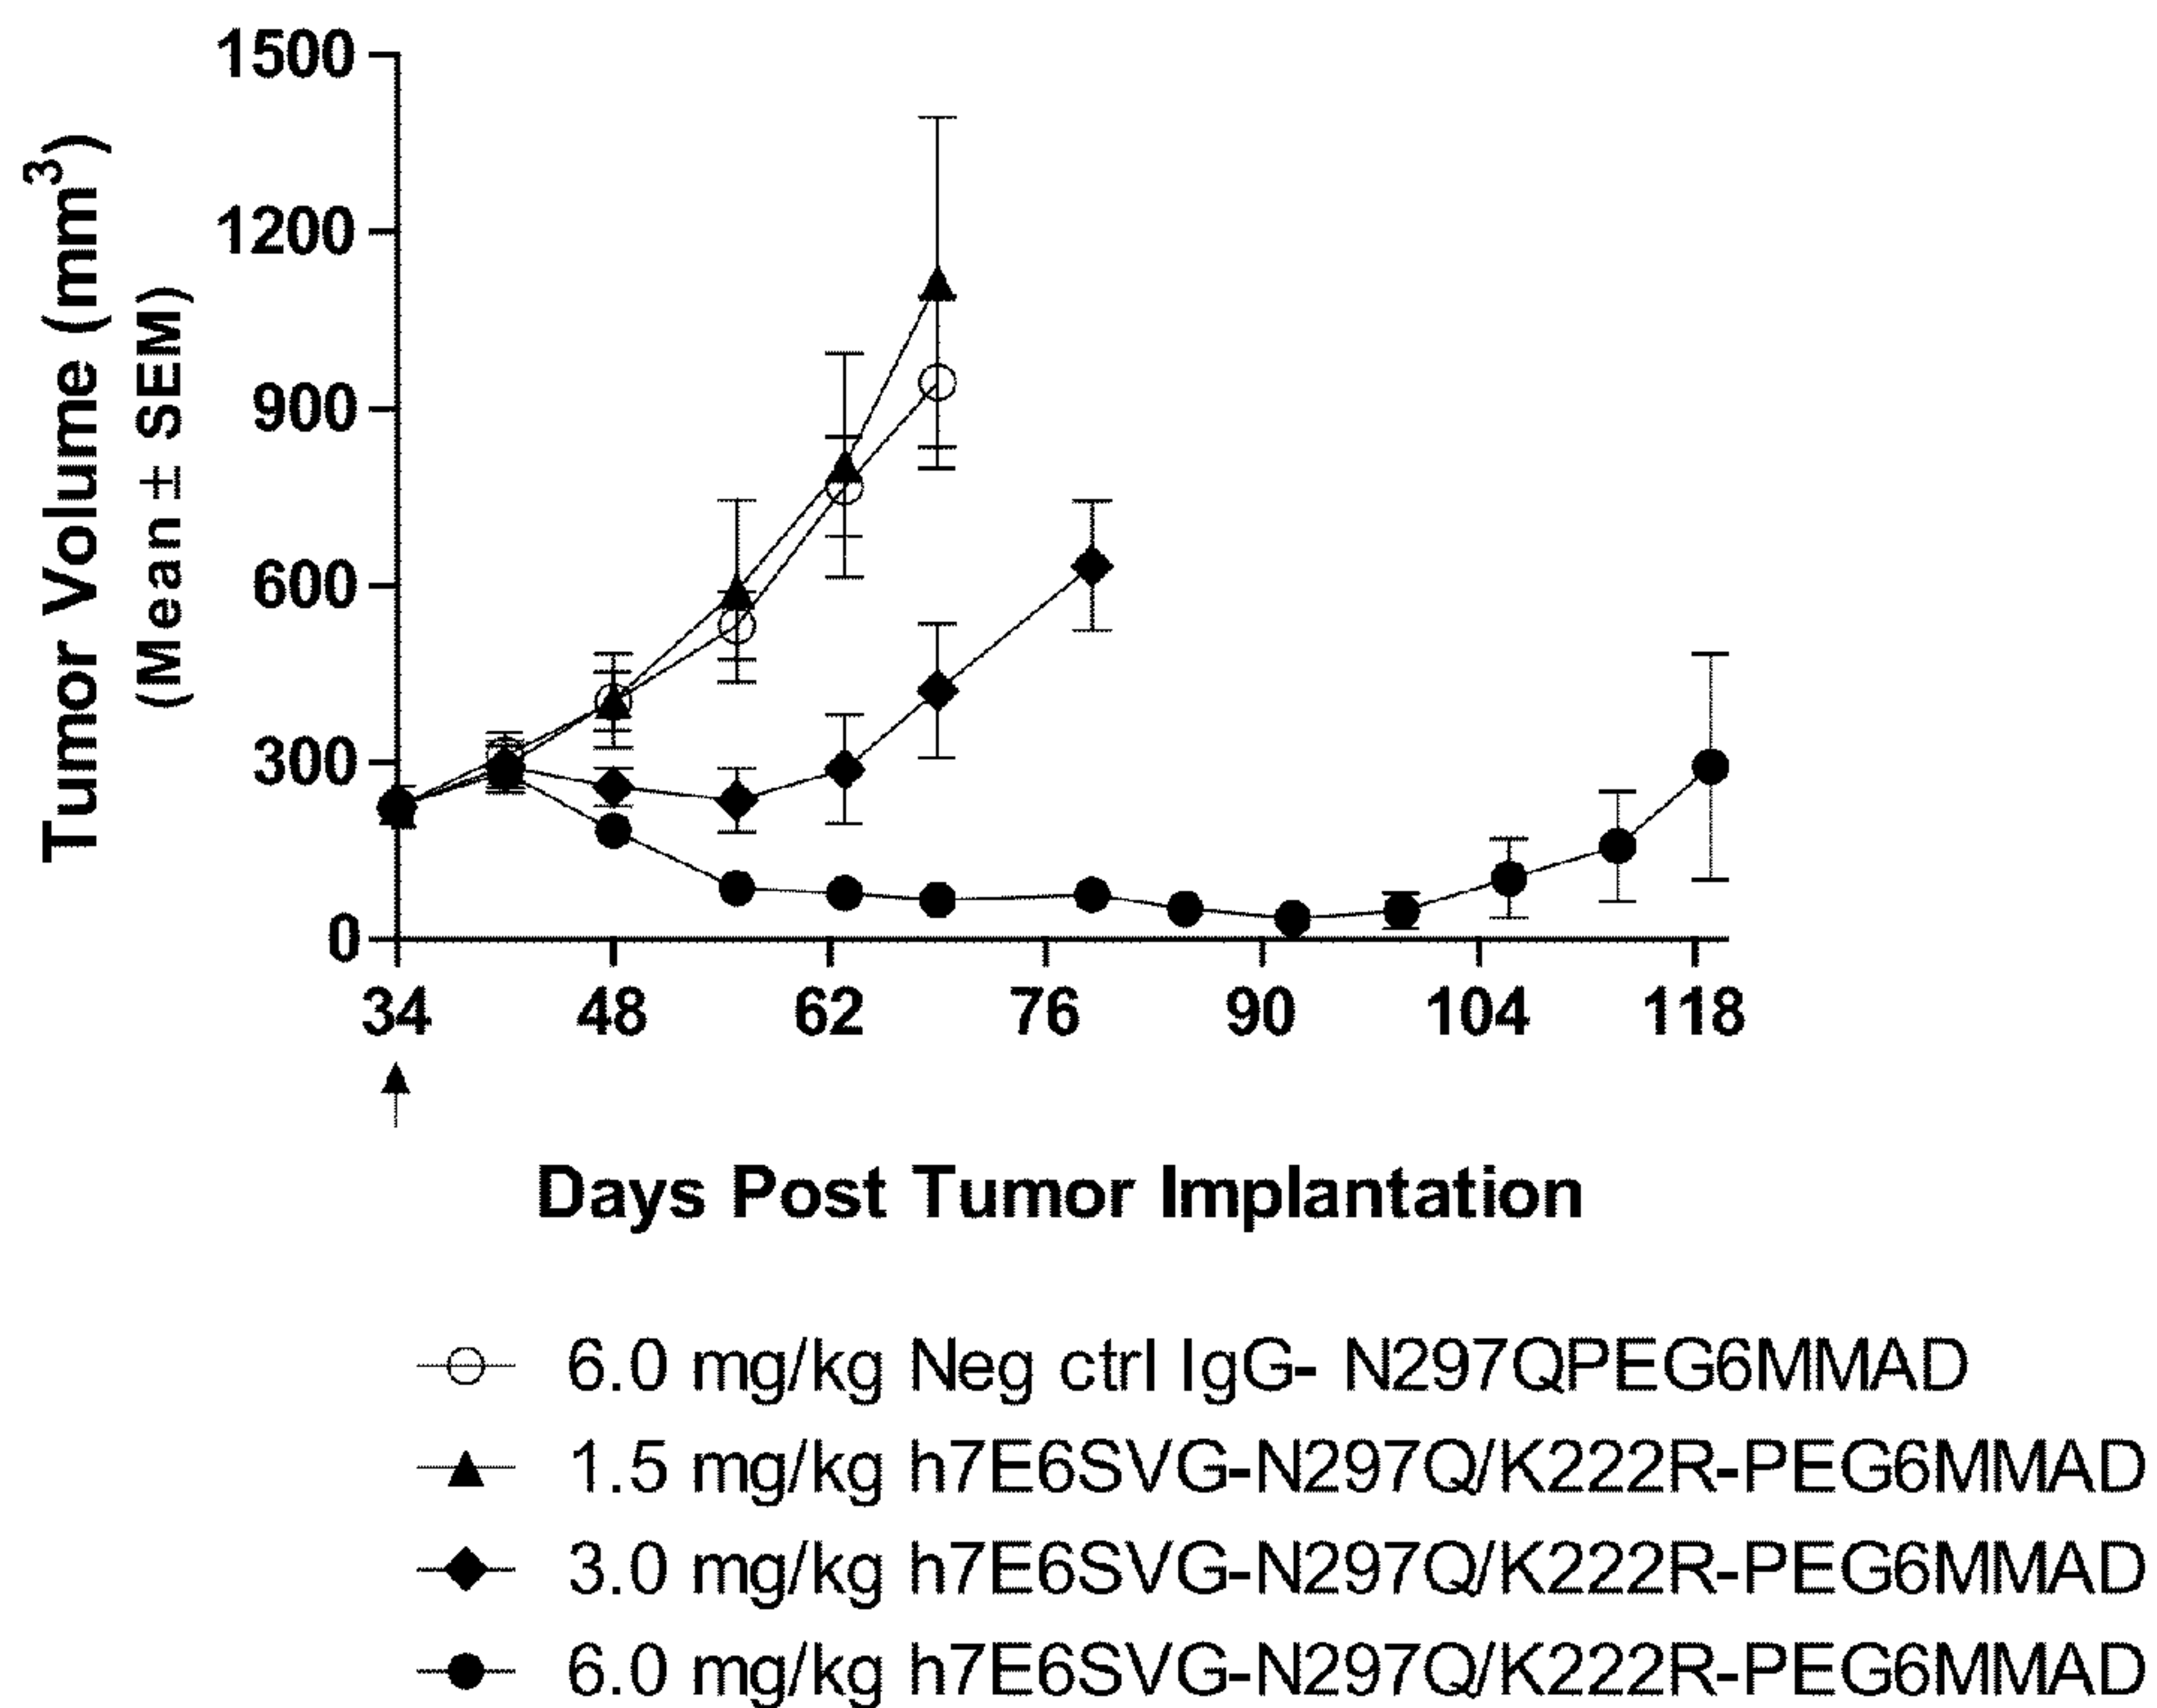 Tumor Volume (mm³)
(Mean ± SEM)
1500
1200
900
600
300
0
34 48 62 76 90 104 118
Days Post Tumor Implantation
6.0 mg/kg Neg ctrl IgG- N297QPEG6MMAD
1.5 mg/kg h7E6SVG-N297Q/K222R-PEG6MMAD
3.0 mg/kg h7E6SVG-N297Q/K222R-PEG6MMAD
6.0 mg/kg h7E6SVG-N297Q/K222R-PEG6MMAD